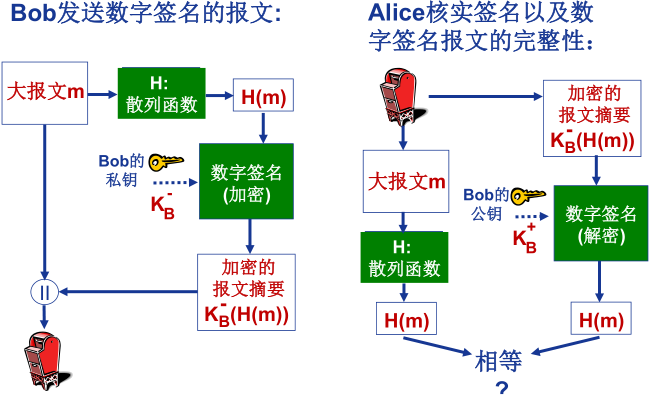 Bob发送数字签名的报文:
大报文m
H:
散列函数
H(m)
Bob的
私钥
K_B^-
数字签名
(加密)
加密的
报文摘要
K_B^-(H(m))
||
Alice核实签名以及数
字签名报文的完整性：
加密的
报文摘要
K_B^-(H(m))
大报文m
Bob的
公钥
K_B^+
数字签名
(解密)
H:
散列函数
H(m)
H(m)
相等
?